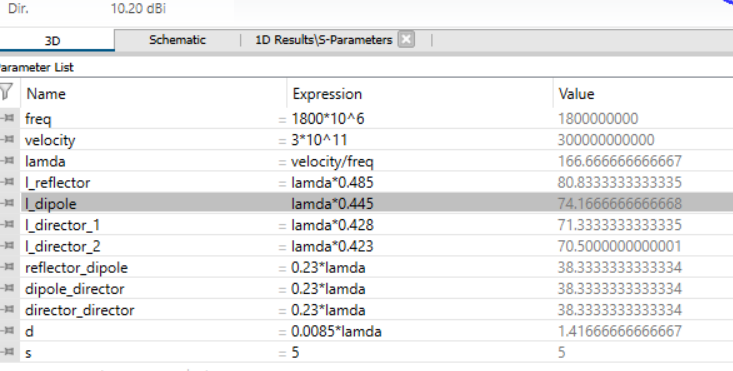 Dir. 10.20 dBi
3D Schematic 1D Results\S-Parameters
Parameter List
Name Expression Value
freq = 1800*10^6 1800000000
velocity = 3*10^11 300000000000
lamda = velocity/freq 166.666666666667
l_reflector = lamda*0.485 80.8333333333335
l_dipole lamda*0.445 74.1666666666668
l_director_1 = lamda*0.428 71.3333333333335
l_director_2 = lamda*0.423 70.5000000000001
reflector_dipole = 0.23*lamda 38.3333333333334
dipole_director = 0.23*lamda 38.3333333333334
director_director = 0.23*lamda 38.3333333333334
d = 0.0085*lamda 1.41666666666667
s = 5 5